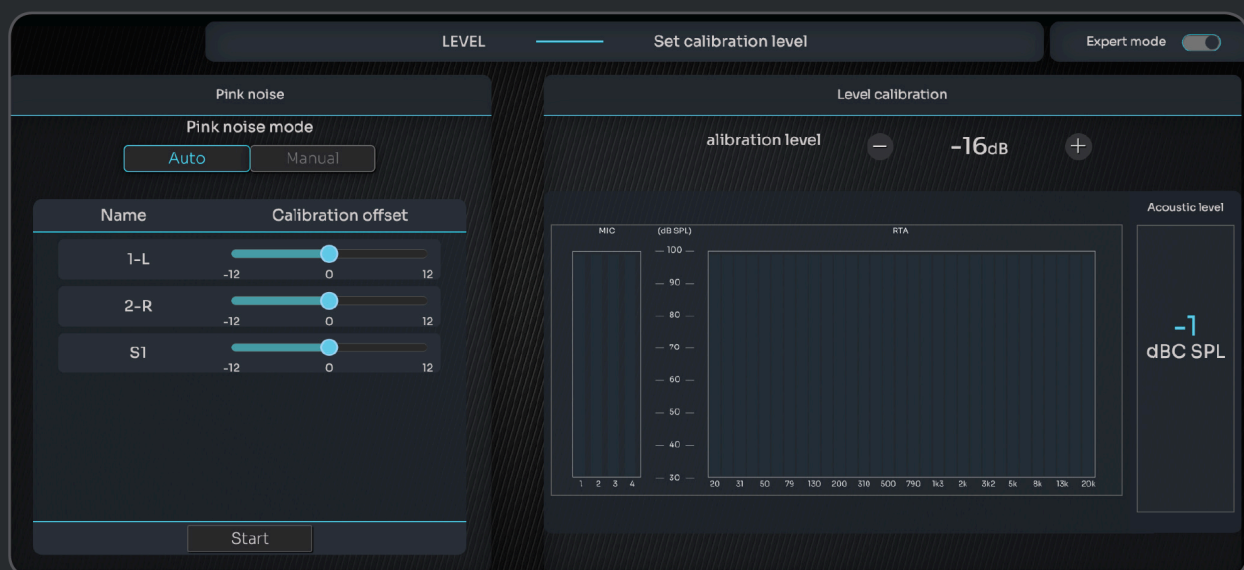 LEVEL Set calibration level Expert mode
Pink noise
Pink noise mode
Auto Manual
Name Calibration offset
1-L
-12 0 12
2-R
-12 0 12
S1
-12 0 12
Start
Level calibration
alibration level - -16dB +
MIC (dB SPL) RTA
100
90
80
70
60
50
40
30
1 2 3 4
20 31 50 79 130 200 310 500 790 1k3 2k 3k2 5k 8k 13k 20k
Acoustic level
-1
dBC SPL